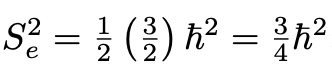 $S_e^2 = \frac{1}{2} \left( \frac{3}{2} \right) \hbar^2 = \frac{3}{4} \hbar^2$